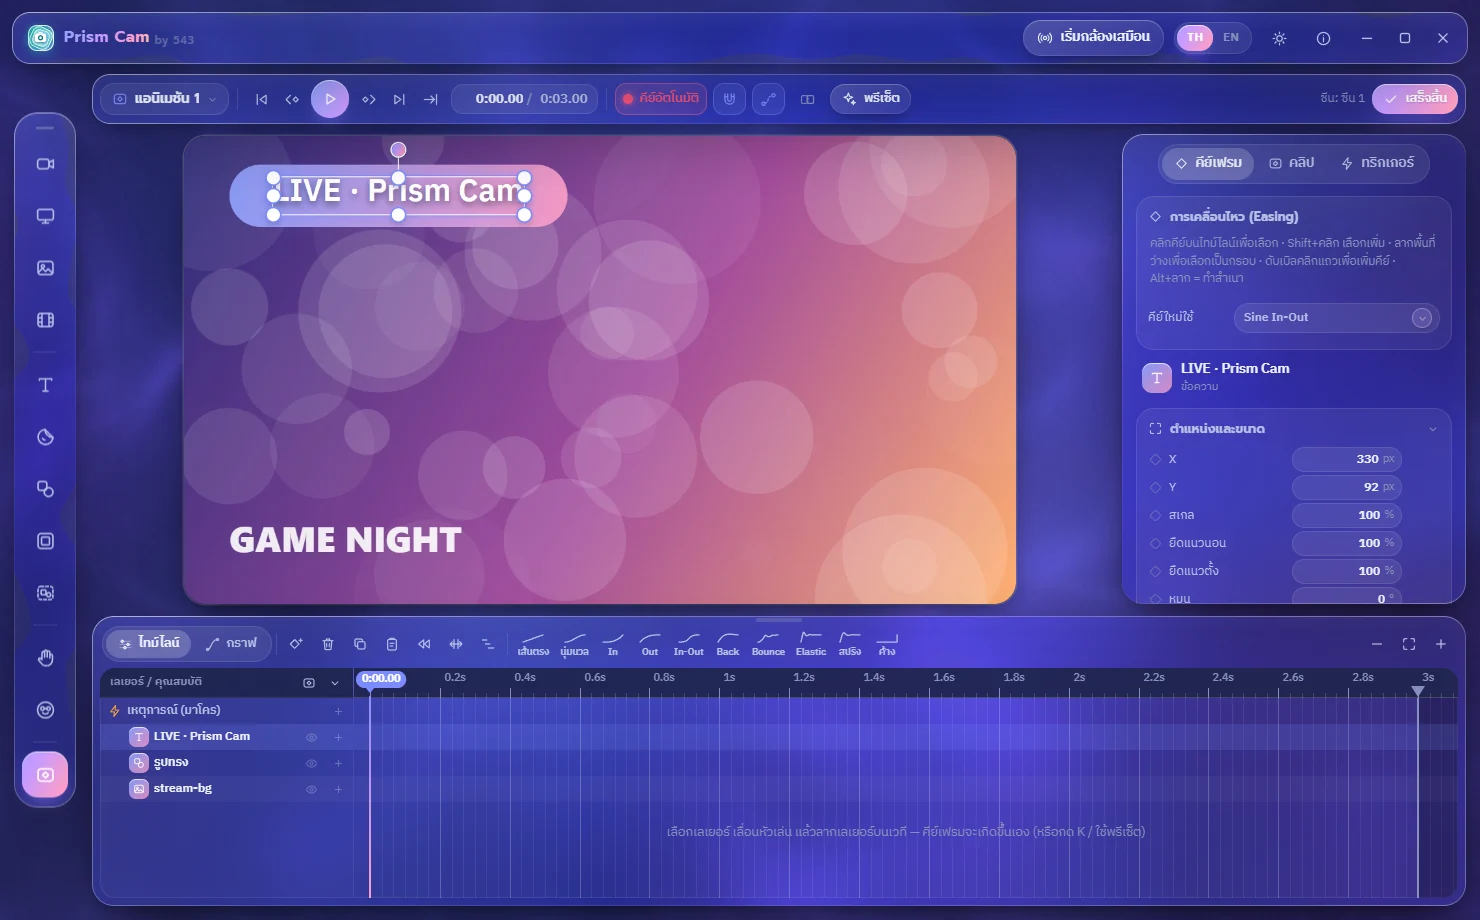 Prism Cam by 543
เริ่มกล้องเสมือน
TH EN
แอนิเมชัน 1
0:00.00 / 0:03.00
คีย์อัตโนมัติ
พรีเซ็ต
ซีน: ซีน 1
เสร็จสิ้น
LIVE · Prism Cam
GAME NIGHT
คีย์เฟรม คลิป ทริกเกอร์
การเคลื่อนไหว (Easing)
คลิกคีย์บนไทม์ไลน์เพื่อเลือก · Shift+คลิก เลือกเพิ่ม · ลากพื้นที่
ว่างเพื่อเลือกเป็นกรอบ · ดับเบิลคลิกแถวเพื่อเพิ่มคีย์ ·
Alt+ลาก = ทำสำเนา
คีย์ใหม่ใช้ Sine In-Out
LIVE · Prism Cam
ข้อความ
ตำแหน่งและขนาด
X 330 px
Y 92 px
สเกล 100 %
ยืดแนวนอน 100 %
ยืดแนวตั้ง 100 %
หมุน 0 °
ไทม์ไลน์ กราฟ
เส้นตรง นุ่มนวล In Out In-Out Back Bounce Elastic สปริง ค้าง
เลเยอร์ / คุณสมบัติ
0:00.00 0.2s 0.4s 0.6s 0.8s 1s 1.2s 1.4s 1.6s 1.8s 2s 2.2s 2.4s 2.6s 2.8s 3s
เหตุการณ์ (มาโคร)
LIVE · Prism Cam
รูปทรง
stream-bg
เลือกเลเยอร์ เลื่อนหัวเล่น แล้วลากเลเยอร์บนเวที — คีย์เฟรมจะเกิดขึ้นเอง (หรือกด K / ใช้พรีเซ็ต)